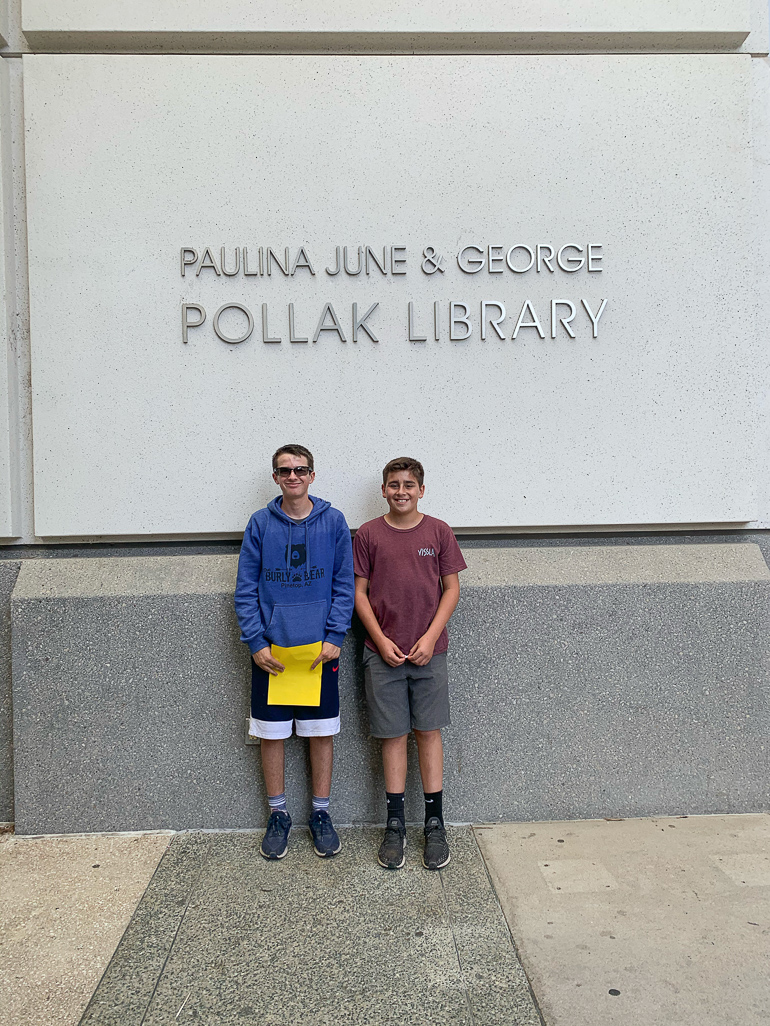 PAULINA JUNE & GEORGE
POLLAK LIBRARY
BURLY BEAR
VISSLA